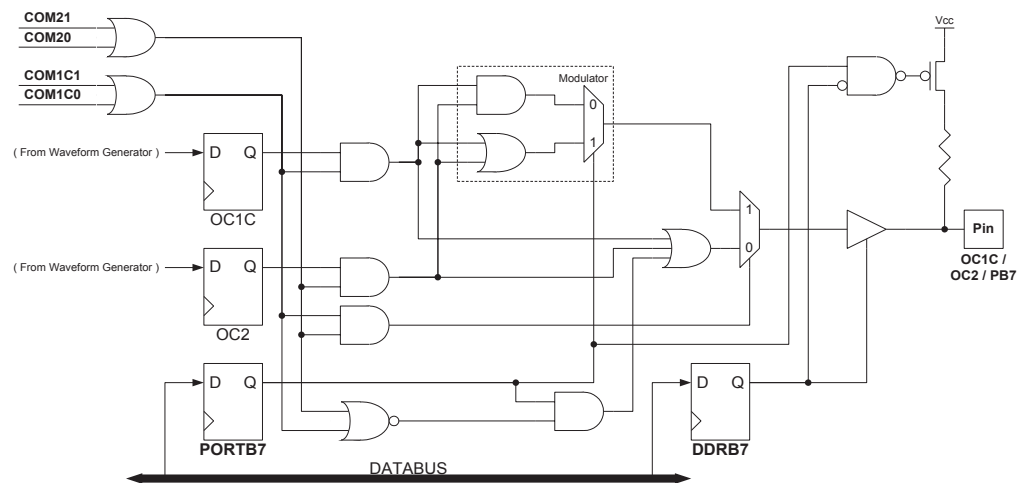 COM21
COM20
Vcc
COM1C1
COM1C0
Modulator
0
1
( From Waveform Generator )
D Q
OC1C
1
0
Pin
OC1C /
OC2 / PB7
( From Waveform Generator )
D Q
OC2
D Q
PORTB7
D Q
DDRB7
DATABUS